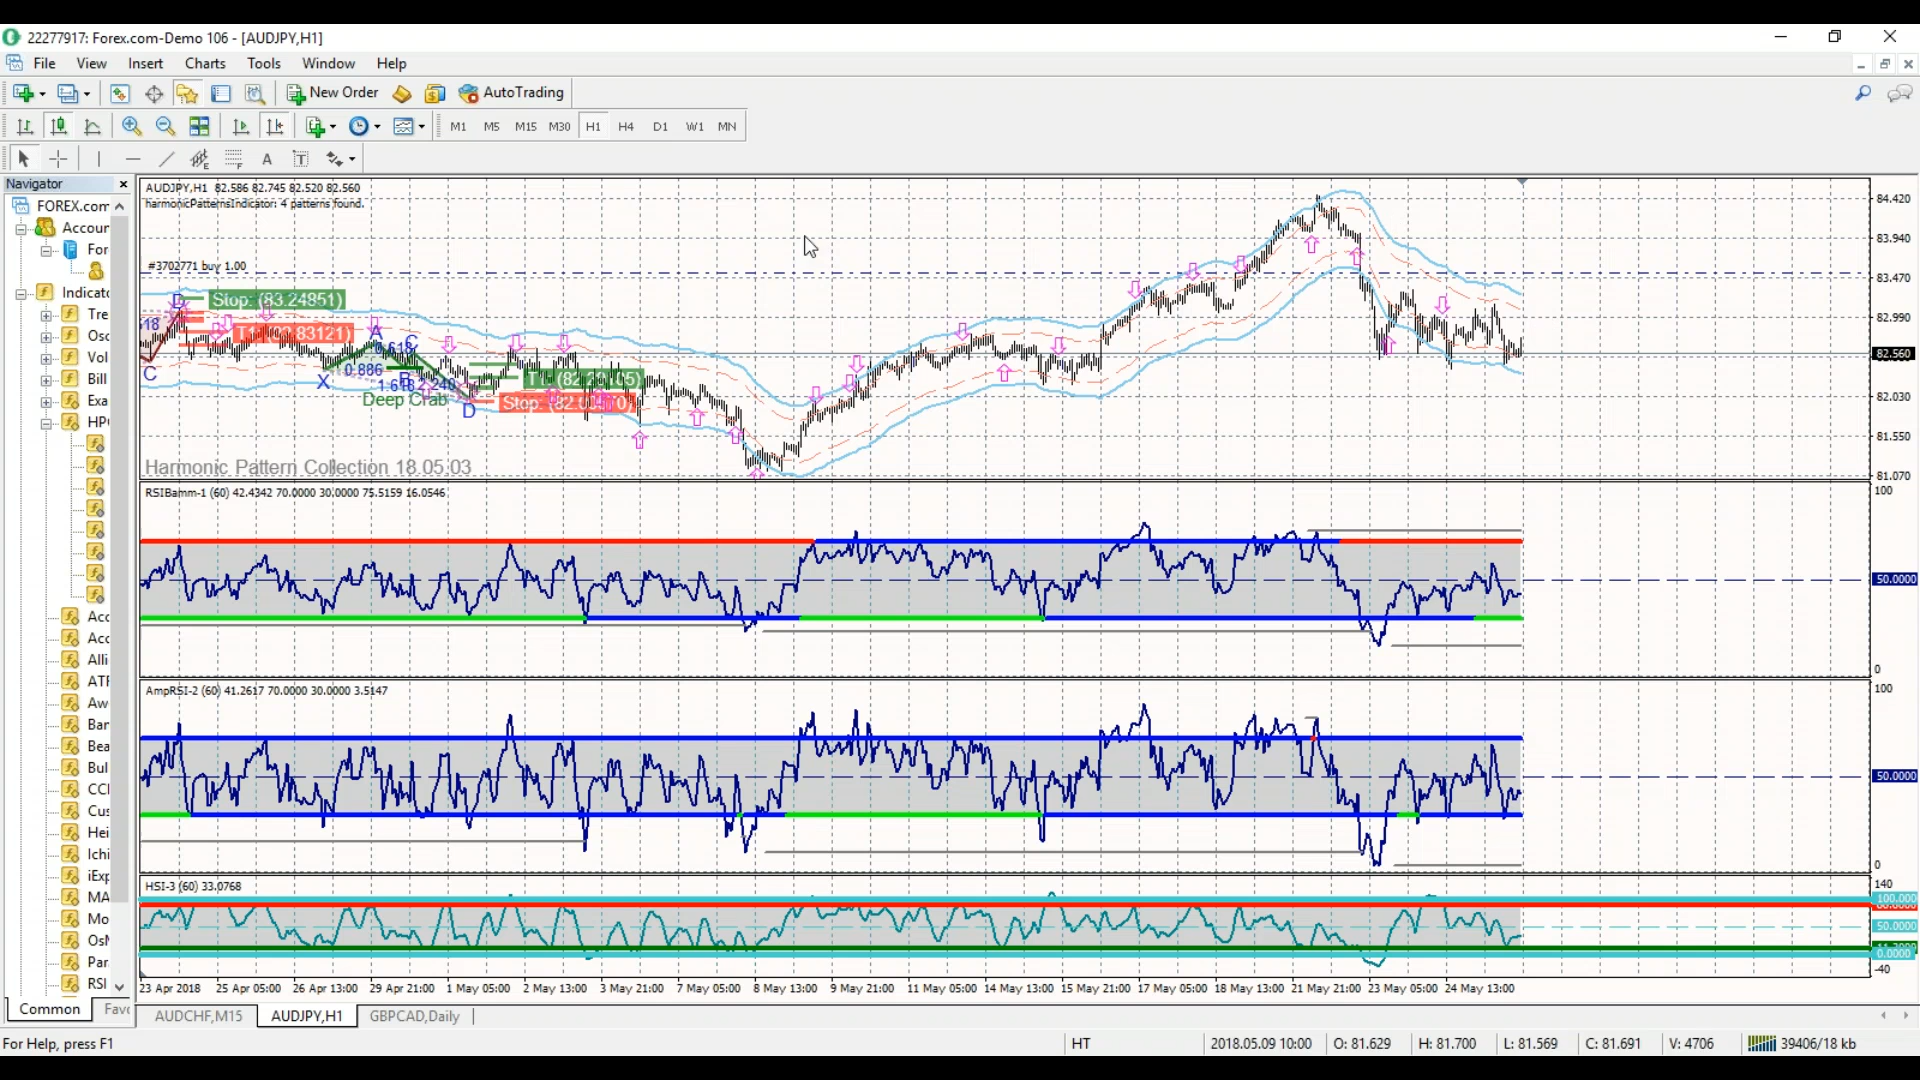 22277917: Forex.com-Demo 106 - [AUDJPY,H1]
File View Insert Charts Tools Window Help
New Order AutoTrading
M1 M5 M15 M30 H1 H4 D1 W1 MN
Navigator
FOREX.com
Accour
For
Indicato
Tre
Osc
Vol
Bill
Exa
HP
Acc
Acc
Alli
ATF
Aw
Bar
Bea
Bul
CCI
Cus
Hei
Ichi
iExp
MA
Mo
OsM
Par
RSI
Common Favo
AUDJPY,H1 82.586 82.745 82.520 82.560
harmonicPatternsIndicator: 4 patterns found.
#3702771 buy 1.00
D
Stop: (83.24851)
C
X
A
0.618
C
0.886
B
1.618
2.240
Deep Crab
D
Harmonic Pattern Collection 18.05.03
84.420
83.940
83.470
82.990
82.560
82.030
81.550
81.070
RSIBamm-1 (60) 42.4342 70.0000 30.0000 75.5159 16.0546
100
50.0000
0
AmpRSI-2 (60) 41.2617 70.0000 30.0000 3.5147
100
50.0000
0
HSI-3 (60) 33.0768
140
100.000
50.0000
0.0000
-40
23 Apr 2018 25 Apr 05:00 26 Apr 13:00 29 Apr 21:00 1 May 05:00 2 May 13:00 3 May 21:00 7 May 05:00 8 May 13:00 9 May 21:00 11 May 05:00 14 May 13:00 15 May 21:00 17 May 05:00 18 May 13:00 21 May 21:00 23 May 05:00 24 May 13:00
AUDCHF,M15 AUDJPY,H1 GBPCAD,Daily
For Help, press F1 HT 2018.05.09 10:00 O: 81.629 H: 81.700 L: 81.569 C: 81.691 V: 4706 39406/18 kb